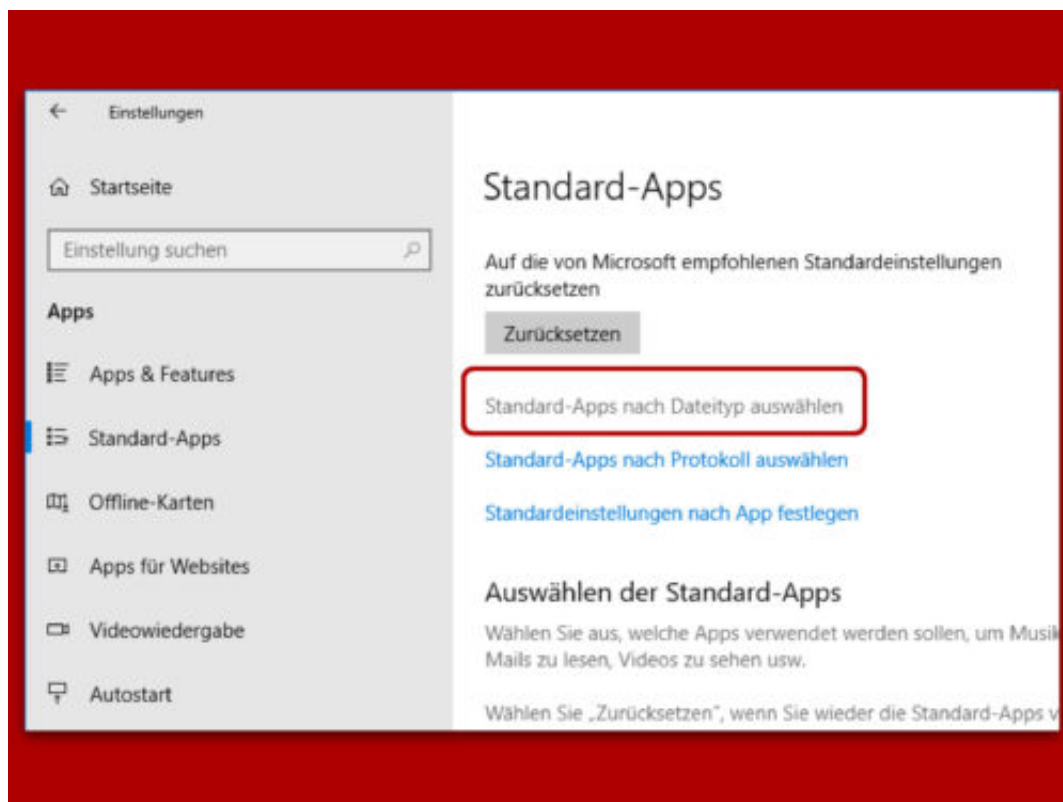 Einstellungen
Startseite
Einstellung suchen
Apps
Apps & Features
Standard-Apps
Offline-Karten
Apps für Websites
Videowiedergabe
Autostart
Standard-Apps
Auf die von Microsoft empfohlenen Standardeinstellungen
zurücksetzen
Zurücksetzen
Standard-Apps nach Dateityp auswählen
Standard-Apps nach Protokoll auswählen
Standardeinstellungen nach App festlegen
Auswählen der Standard-Apps
Wählen Sie aus, welche Apps verwendet werden sollen, um Musik
Mails zu lesen, Videos zu sehen usw.
Wählen Sie „Zurücksetzen“, wenn Sie wieder die Standard-Apps